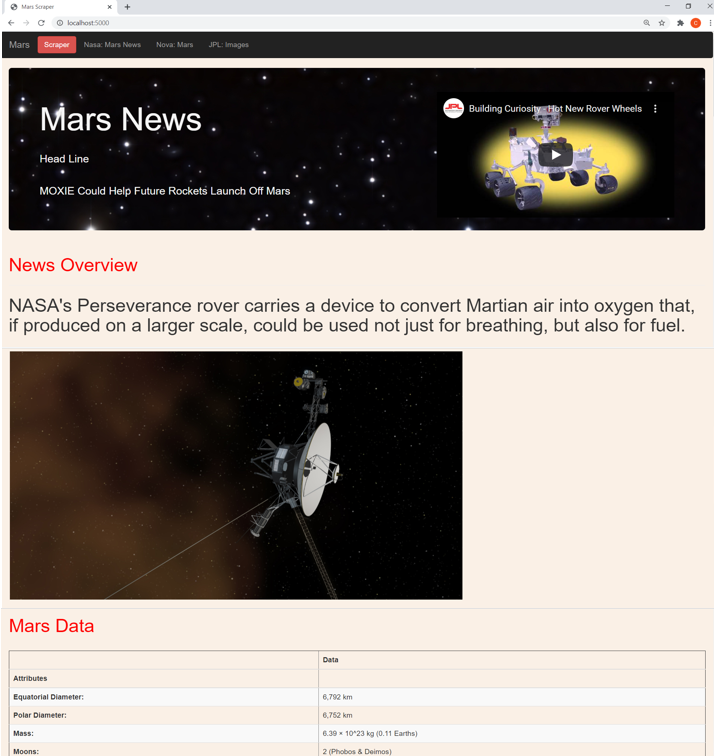 Mars Scraper
localhost:5000
C
Mars Scraper Nasa: Mars News Nova: Mars JPL: Images
Mars News
Head Line
MOXIE Could Help Future Rockets Launch Off Mars
JPL Building Curiosity - Hot New Rover Wheels
News Overview
NASA's Perseverance rover carries a device to convert Martian air into oxygen that,
if produced on a larger scale, could be used not just for breathing, but also for fuel.
Mars Data
Data
Attributes
Equatorial Diameter: 6,792 km
Polar Diameter: 6,752 km
Mass: 6.39 × 10^23 kg (0.11 Earths)
Moons: 2 (Phobos & Deimos)